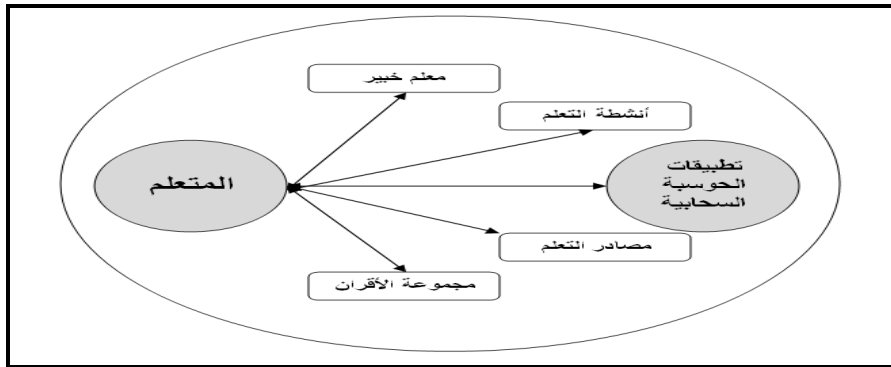 معلم خبير
أنشطة التعلم
المتعلم
تطبيقات
الحوسبة
السحابية
مصادر التعلم
مجموعة الأقران